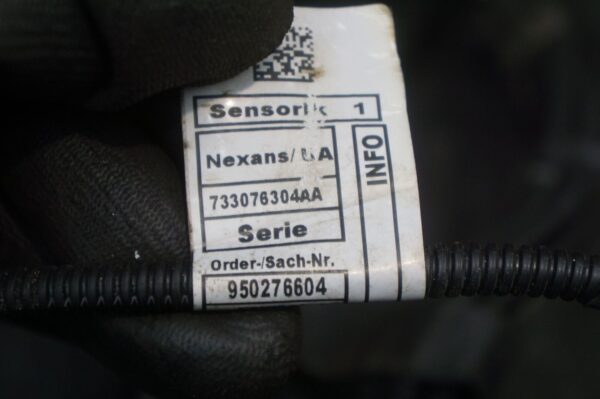 Sensorik 1
Nexans/UA
733076304AA
Serie
Order-/Sach-Nr.
950276604
INFO